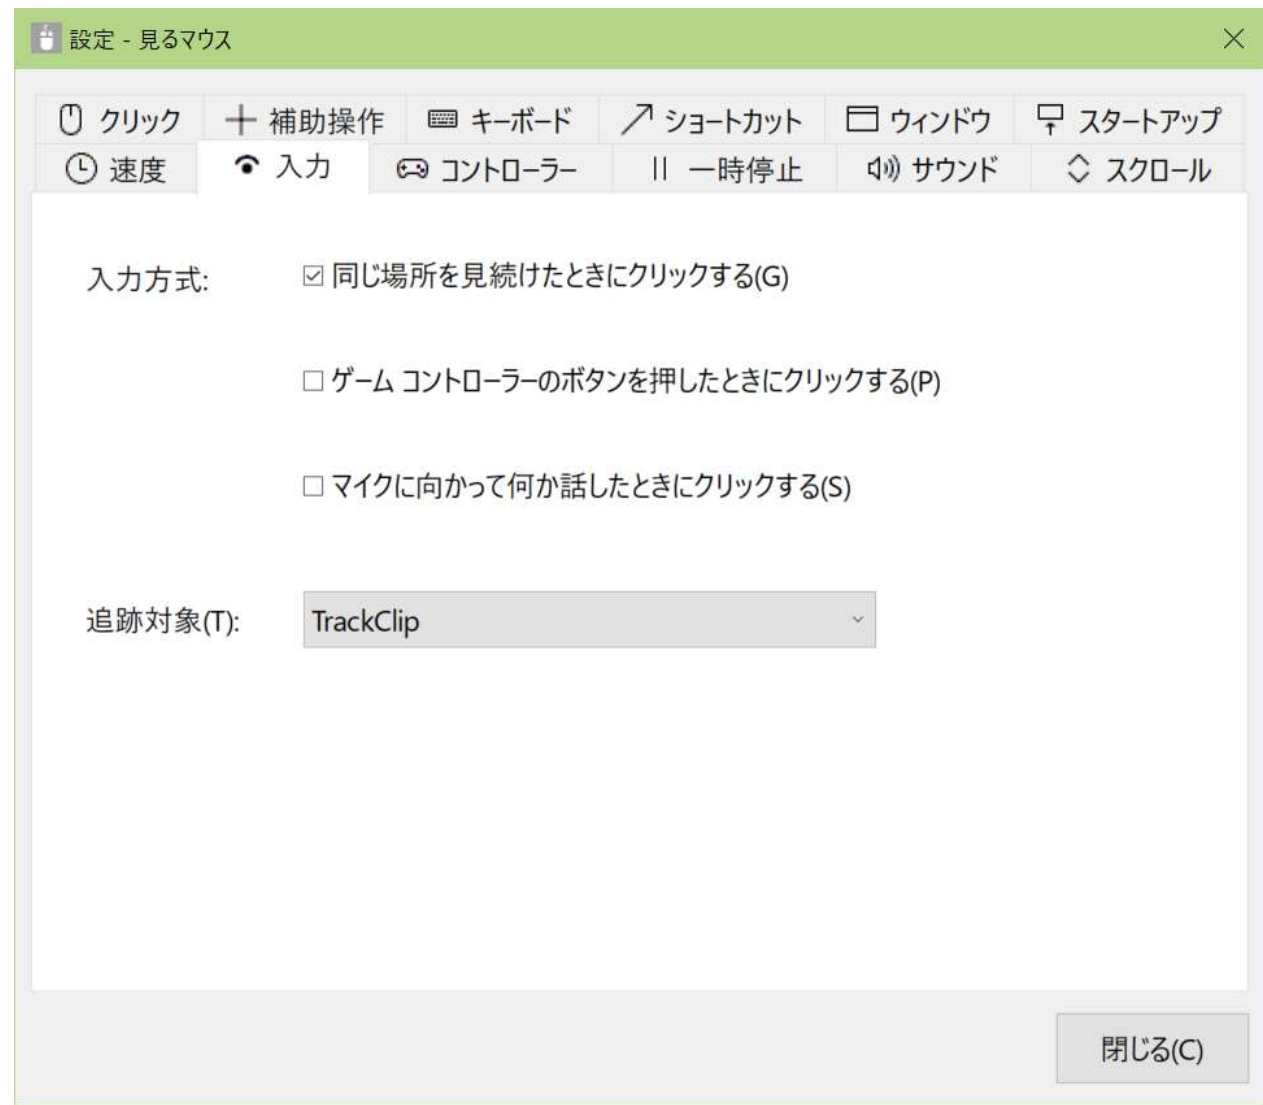 設定 - 見るマウス
クリック 補助操作 キーボード ショートカット ウィンドウ スタートアップ
速度 入力 コントローラー 一時停止 サウンド スクロール
入力方式: 同じ場所を見続けたときにクリックする(G)
ゲーム コントローラーのボタンを押したときにクリックする(P)
マイクに向かって何か話したときにクリックする(S)
追跡対象(T): TrackClip
閉じる(C)